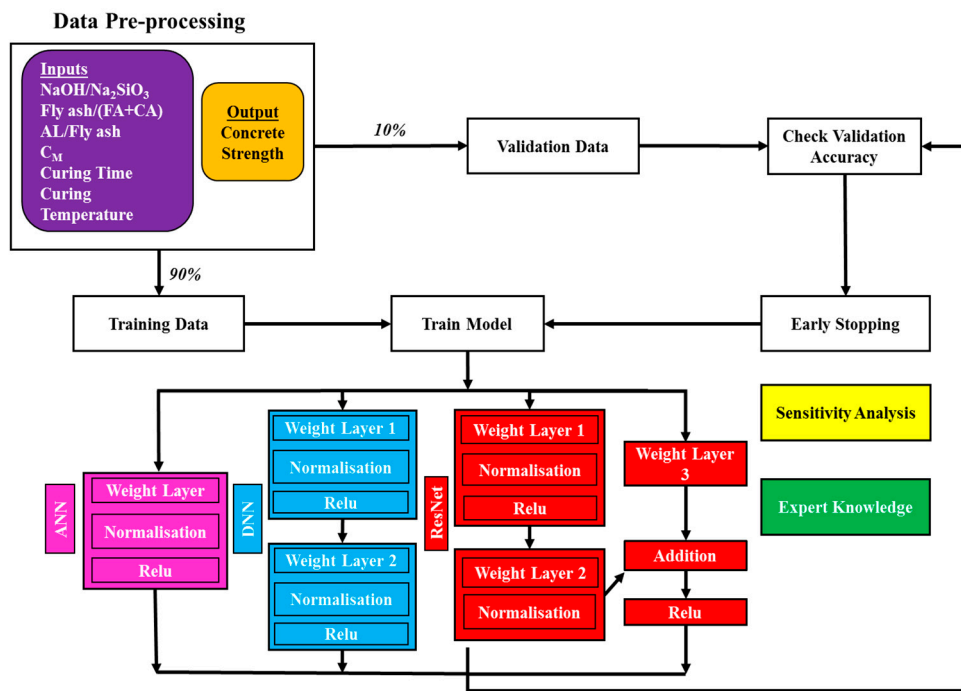 Data Pre-processing
Inputs
NaOH/Na₂SiO₃
Fly ash/(FA+CA)
AL/Fly ash
C_M
Curing Time
Curing
Temperature
Output
Concrete
Strength
10%
Validation Data
Check Validation
Accuracy
90%
Training Data
Train Model
Early Stopping
Sensitivity Analysis
Expert Knowledge
ANN
Weight Layer
Normalisation
Relu
DNN
Weight Layer 1
Normalisation
Relu
Weight Layer 2
Normalisation
Relu
ResNet
Weight Layer 1
Normalisation
Relu
Weight Layer 2
Normalisation
Weight Layer
3
Addition
Relu